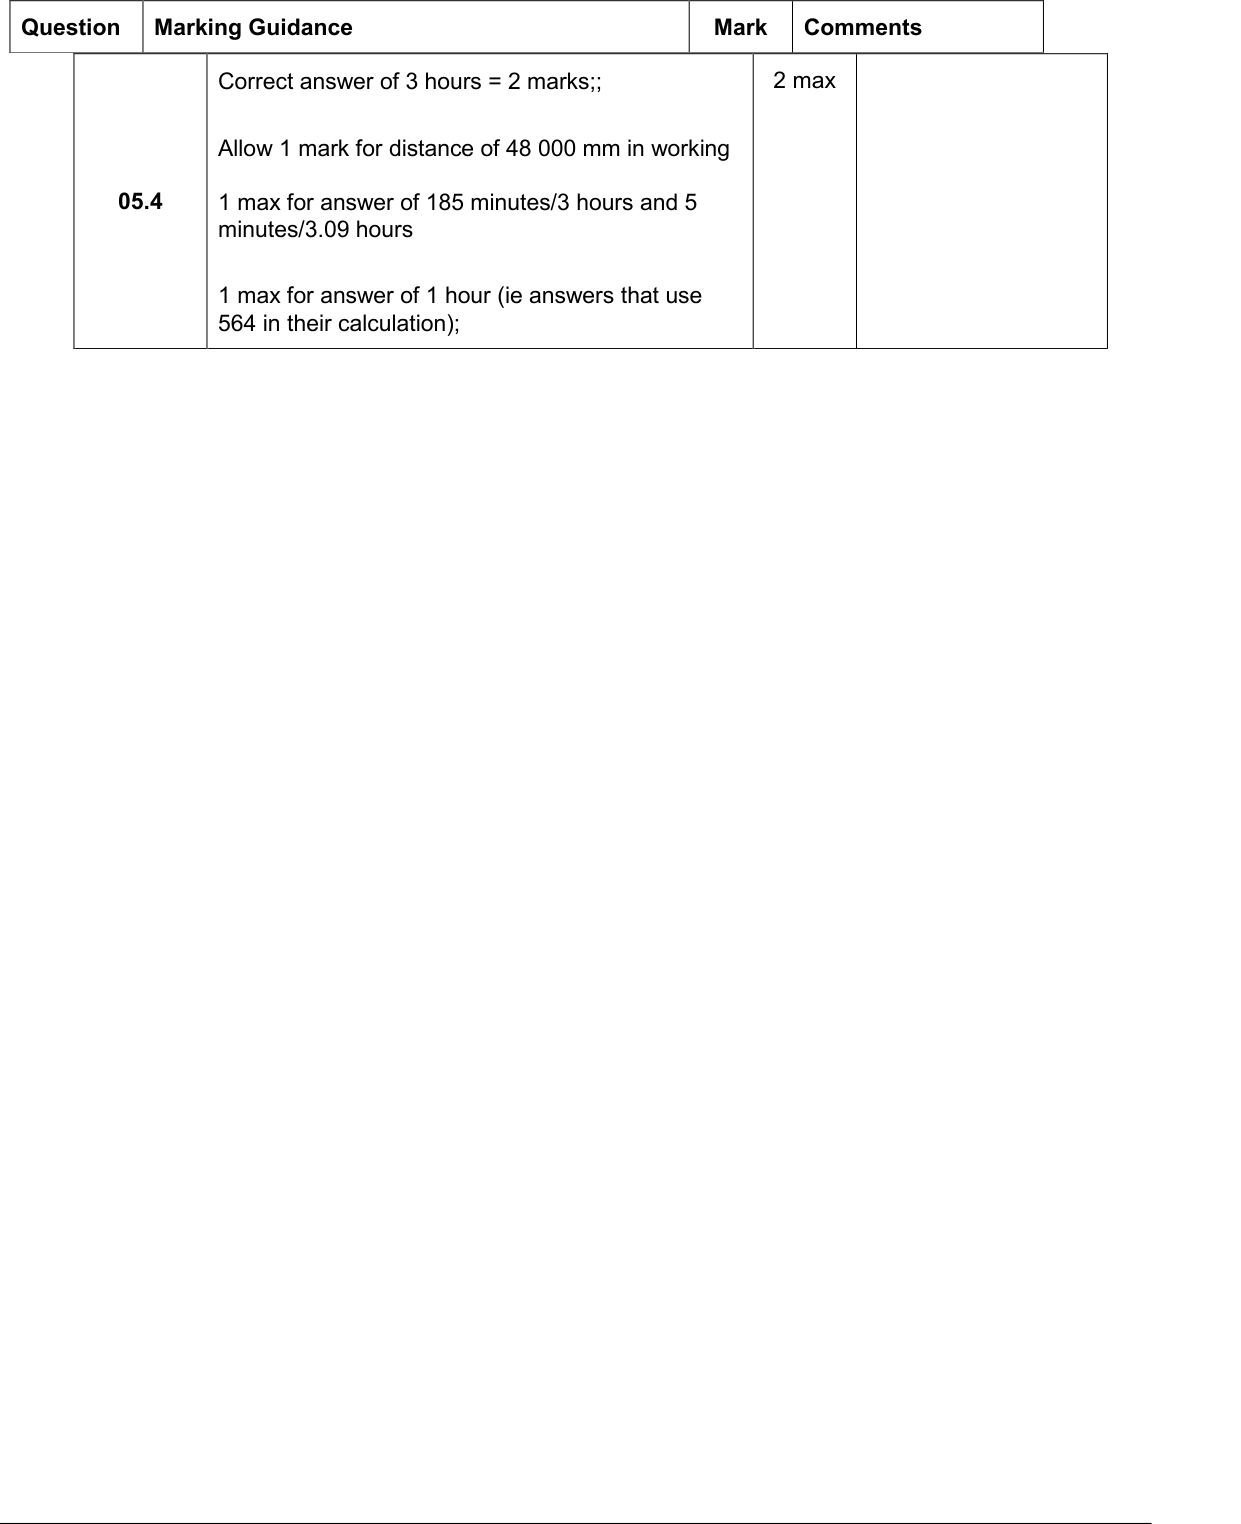 Question Marking Guidance Mark Comments
Correct answer of 3 hours = 2 marks;; 2 max
Allow 1 mark for distance of 48 000 mm in working
05.4 1 max for answer of 185 minutes/3 hours and 5
minutes/3.09 hours
1 max for answer of 1 hour (ie answers that use
564 in their calculation);